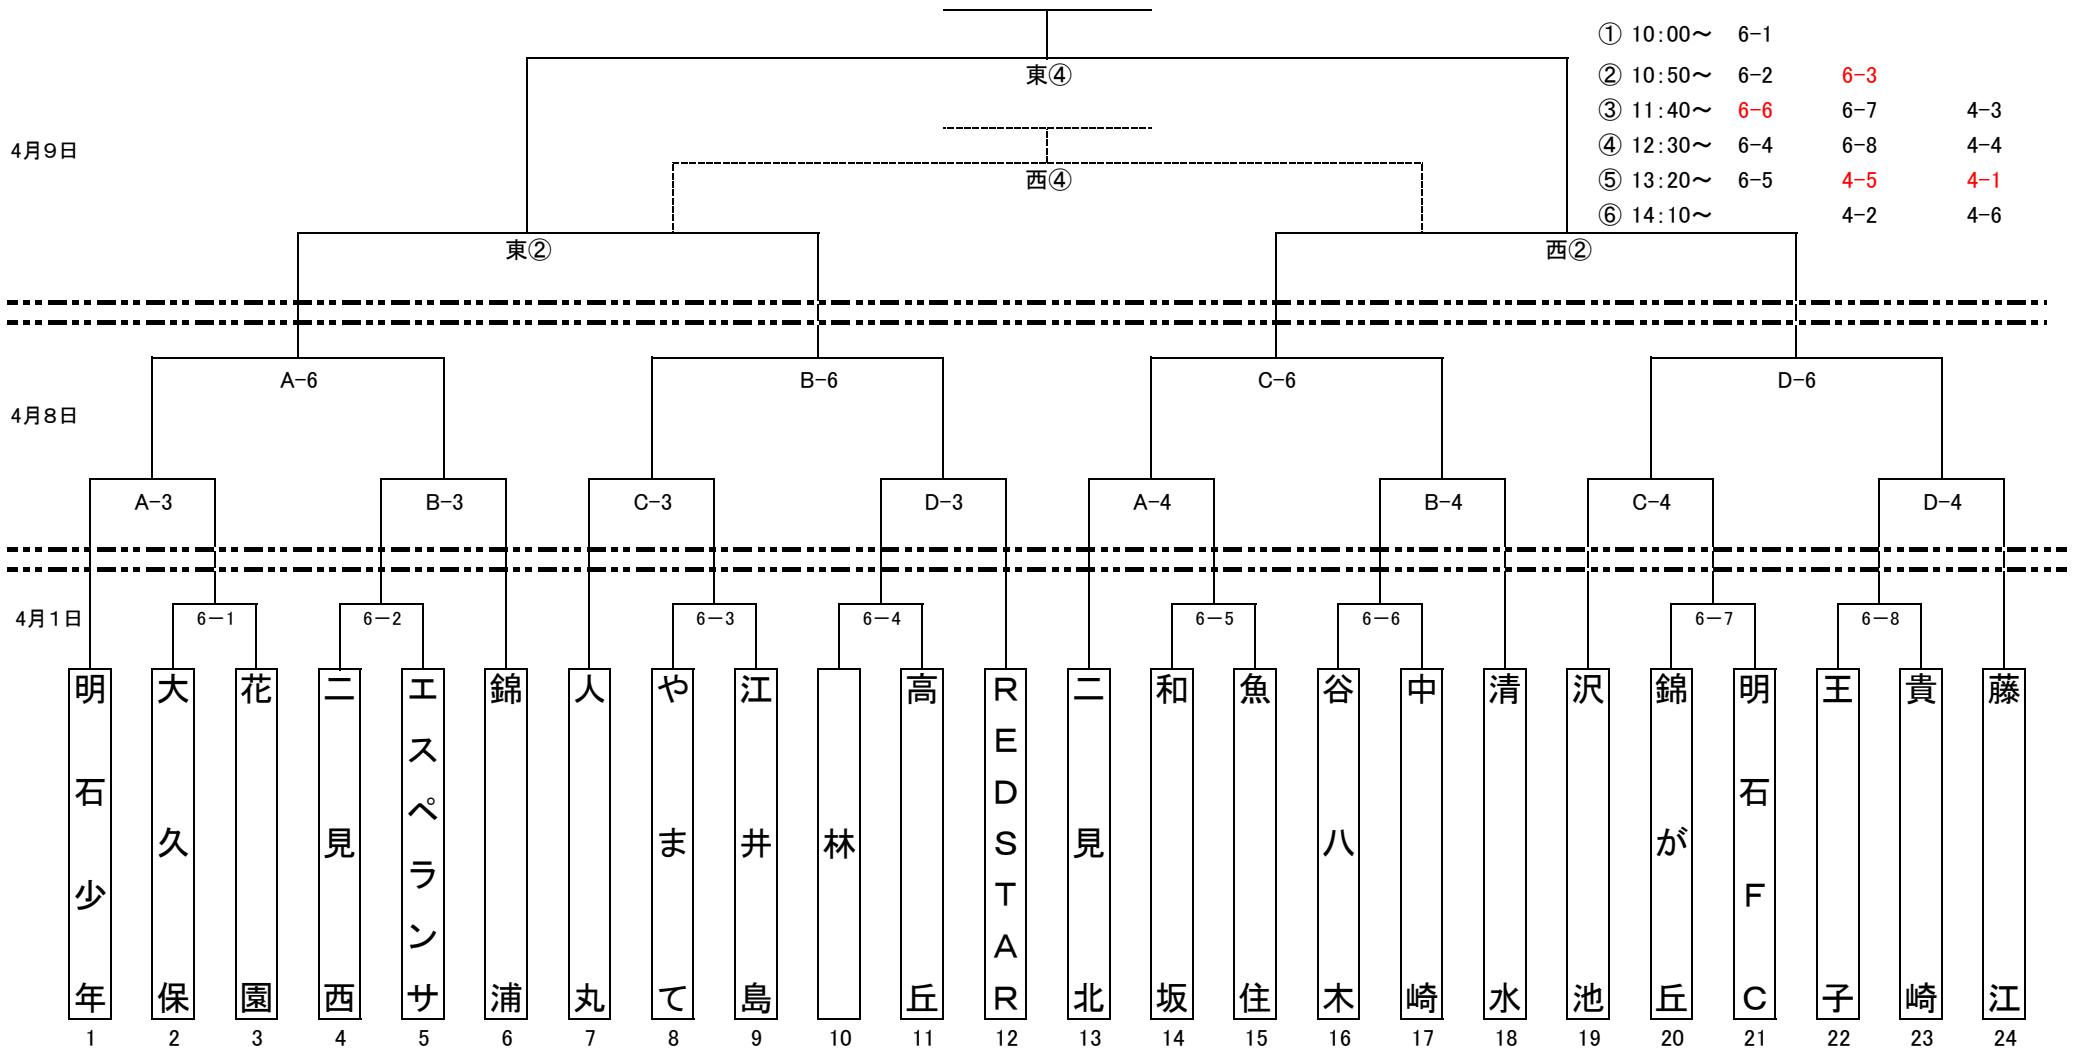 ① 10:00～ 6-1
東④
② 10:50～ 6-2 6-3
③ 11:40～ 6-6 6-7 4-3
4月9日
④ 12:30～ 6-4 6-8 4-4
西④
⑤ 13:20～ 6-5 4-5 4-1
⑥ 14:10～ 4-2 4-6
東② 西②
A-6 B-6 C-6 D-6
4月8日
A-3 B-3 C-3 D-3 A-4 B-4 C-4 D-4
4月1日
6-1 6-2 6-3 6-4 6-5 6-6 6-7 6-8
明石少年
大久保
花園
二見西
エスペランサ
錦浦
人丸
やまて
江井島
林
高丘
REDSTAR
二見北
和坂
魚住
谷八木
中崎
清水
沢池
錦が丘
明石FC
王子
貴崎
藤江
1 2 3 4 5 6 7 8 9 10 11 12 13 14 15 16 17 18 19 20 21 22 23 24